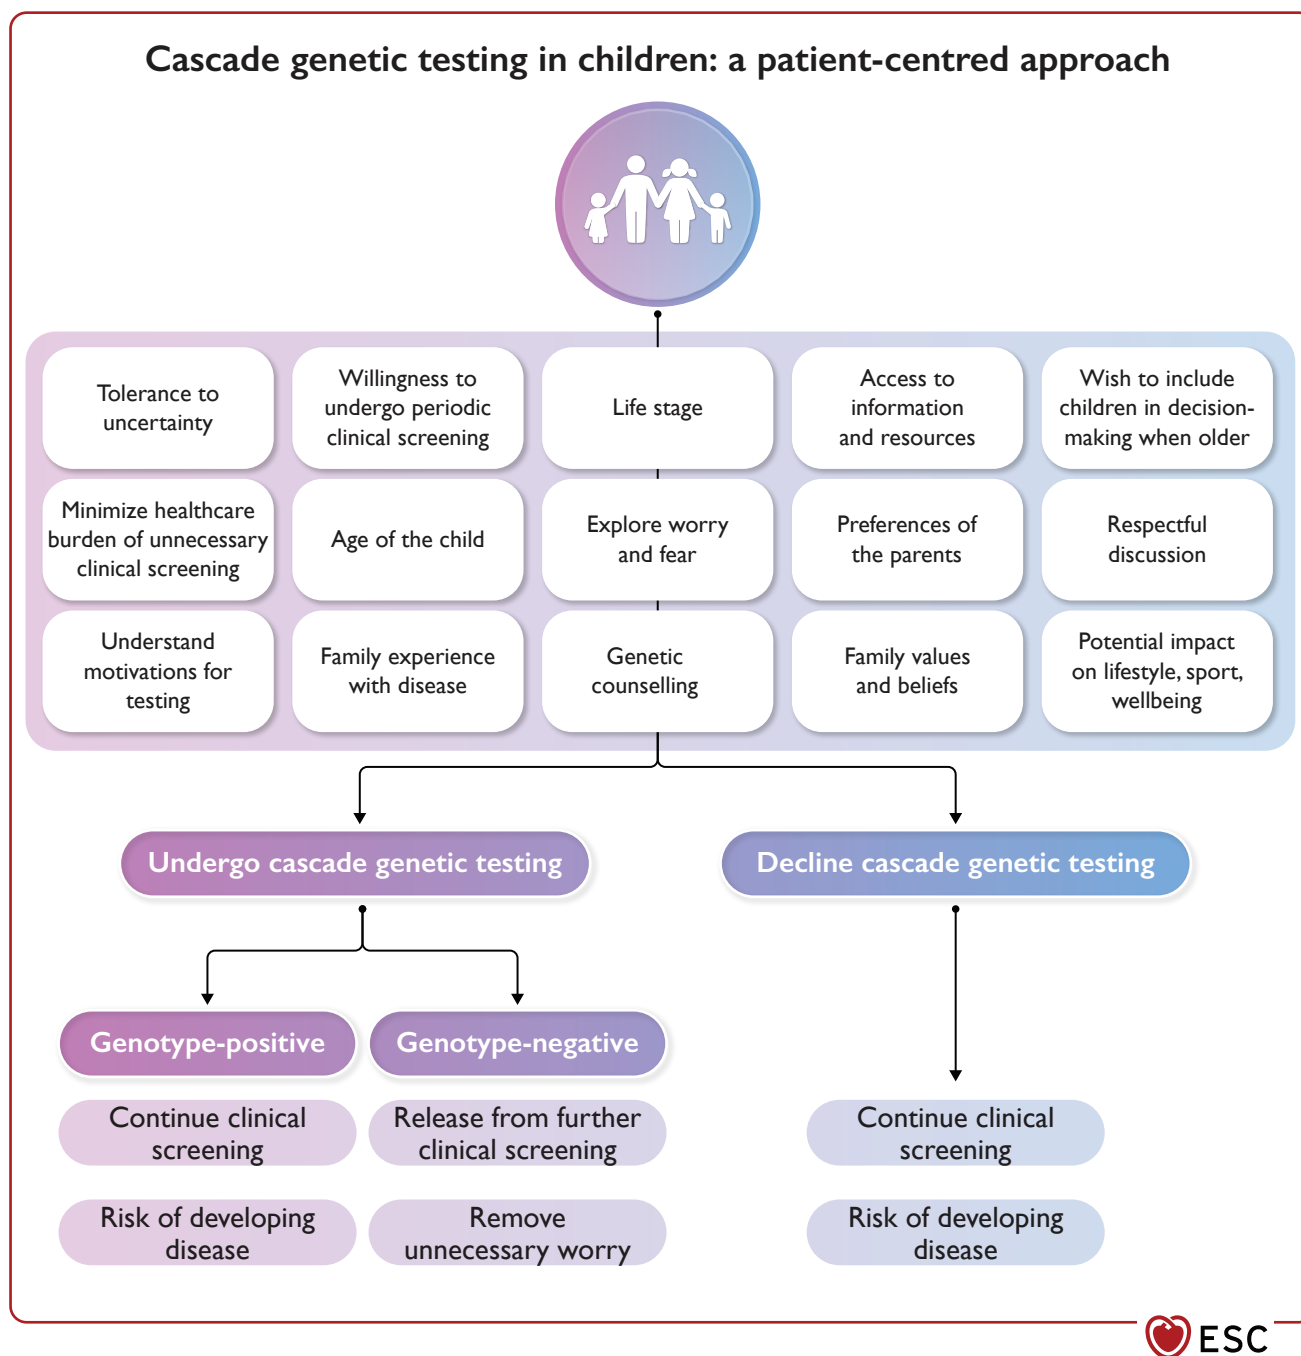 Cascade genetic testing in children: a patient-centred approach
Tolerance to
uncertainty
Willingness to
undergo periodic
clinical screening
Life stage
Access to
information
and resources
Wish to include
children in decision-
making when older
Minimize healthcare
burden of unnecessary
clinical screening
Age of the child
Explore worry
and fear
Preferences of
the parents
Respectful
discussion
Understand
motivations for
testing
Family experience
with disease
Genetic
counselling
Family values
and beliefs
Potential impact
on lifestyle, sport,
wellbeing
Undergo cascade genetic testing
Decline cascade genetic testing
Genotype-positive
Genotype-negative
Continue clinical
screening
Release from further
clinical screening
Continue clinical
screening
Risk of developing
disease
Remove
unnecessary worry
Risk of developing
disease
ESC